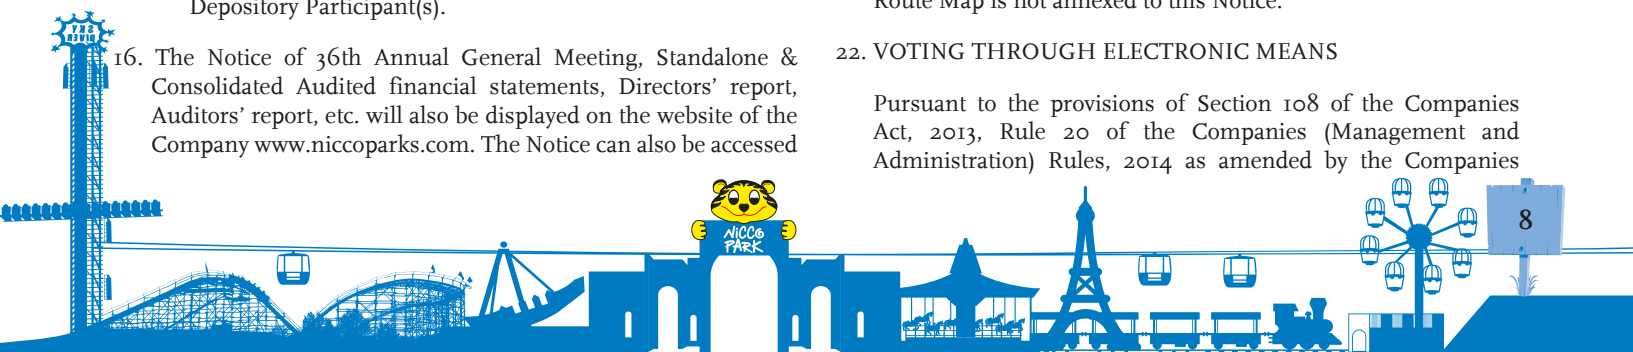 Depository Participant(s).
16. The Notice of 36th Annual General Meeting, Standalone &
Consolidated Audited financial statements, Directors' report,
Auditors' report, etc. will also be displayed on the website of the
Company www.niccoparks.com. The Notice can also be accessed
Route Map is not annexed to this Notice.
22. VOTING THROUGH ELECTRONIC MEANS
Pursuant to the provisions of Section 108 of the Companies
Act, 2013, Rule 20 of the Companies (Management and
Administration) Rules, 2014 as amended by the Companies
SKY
DIVER
NICCO
PARK
8